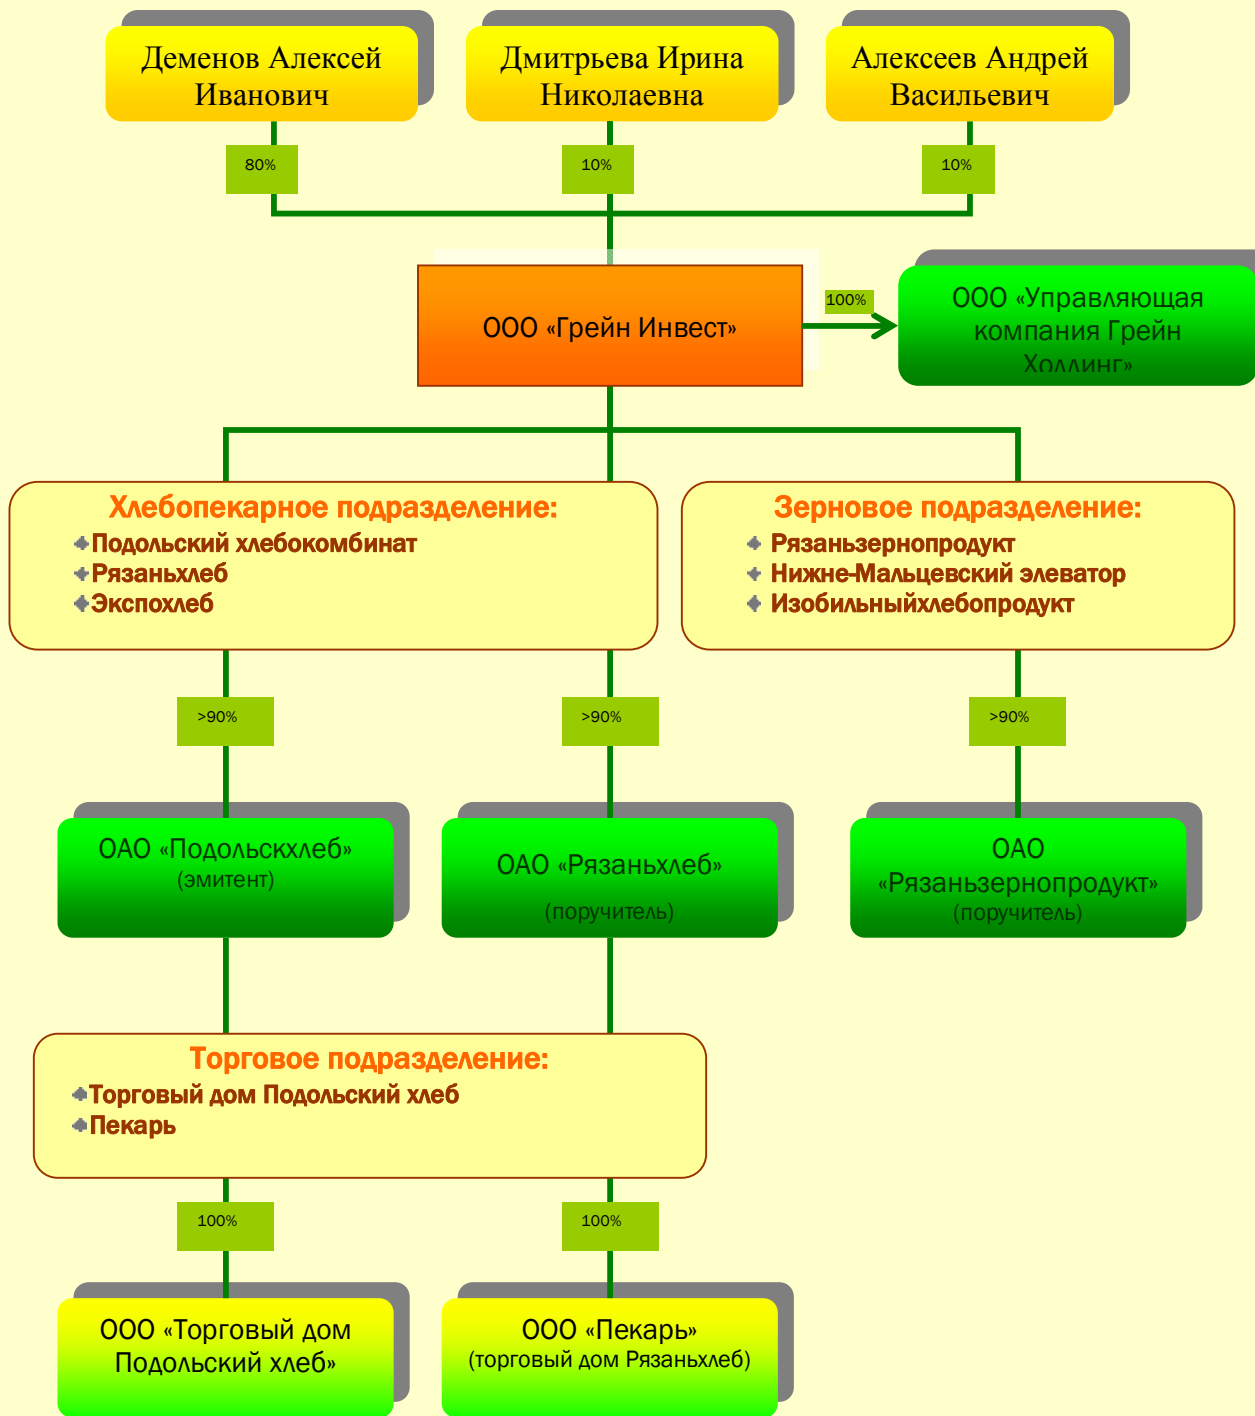 Деменов Алексей
Иванович
Дмитрьева Ирина
Николаевна
Алексеев Андрей
Васильевич
80%
10%
10%
ООО «Грейн Инвест»
100%
ООО «Управляющая
компания Грейн
Холдинг»
Хлебопекарное подразделение:
Подольский хлебокомбинат
Рязаньхлеб
Экспохлеб
Зерновое подразделение:
Рязаньзернопродукт
Нижне-Мальцевский элеватор
Изобильныйхлебопродукт
>90%
>90%
>90%
ОАО «Подольскхлеб»
(эмитент)
ОАО «Рязаньхлеб»
(поручитель)
ОАО
«Рязаньзернопродукт»
(поручитель)
Торговое подразделение:
Торговый дом Подольский хлеб
Пекарь
100%
100%
ООО «Торговый дом
Подольский хлеб»
ООО «Пекарь»
(торговый дом Рязаньхлеб)